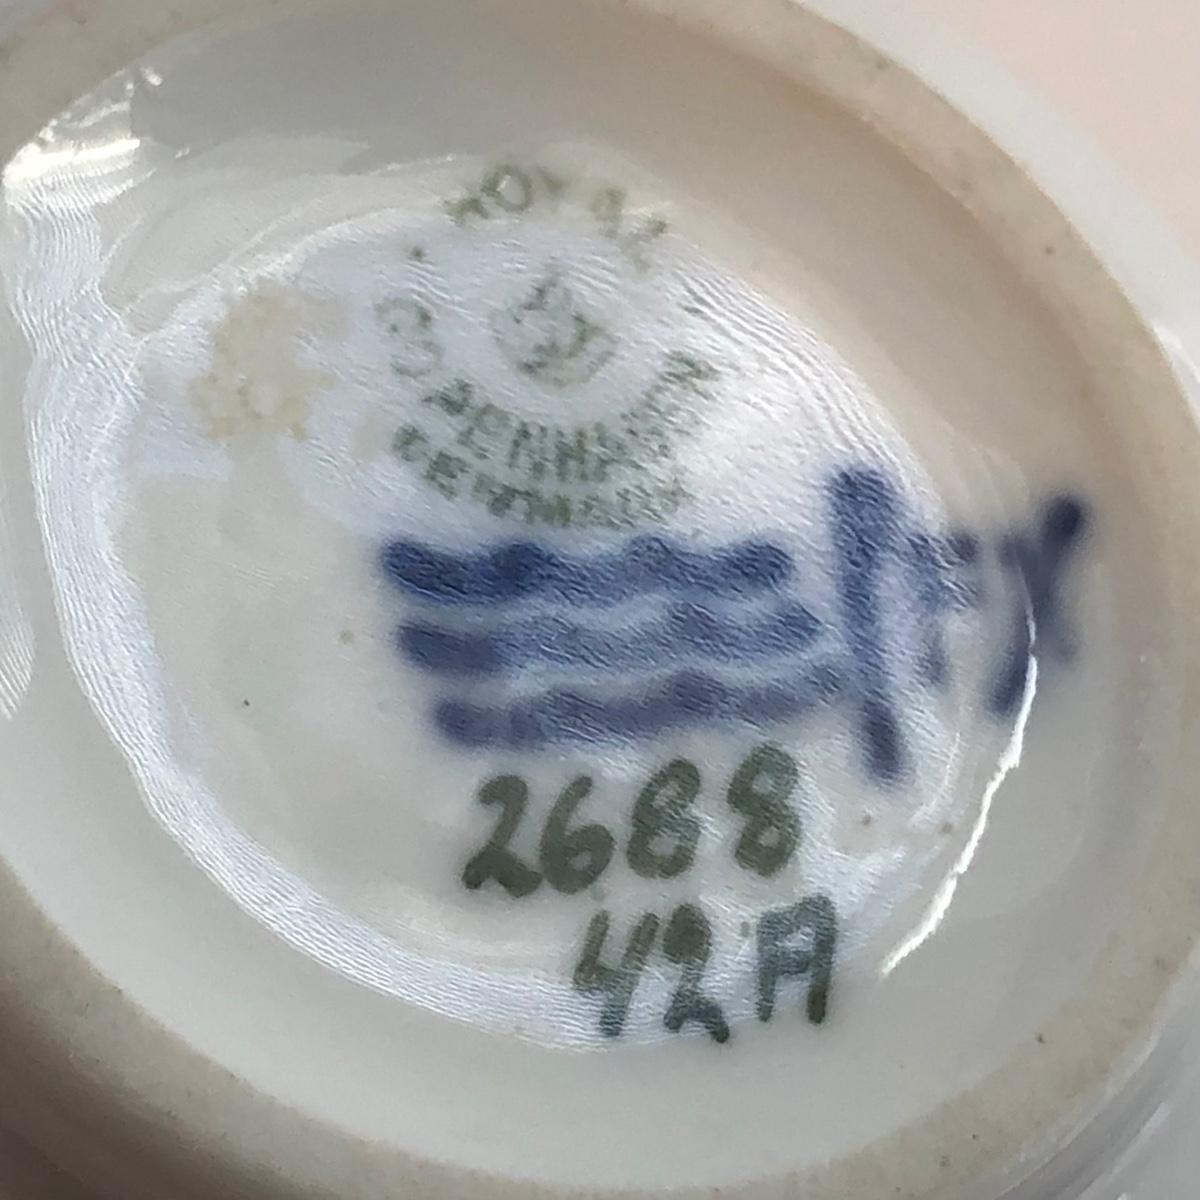 ROYAL
COPENHAGEN
DENMARK
2688
42A